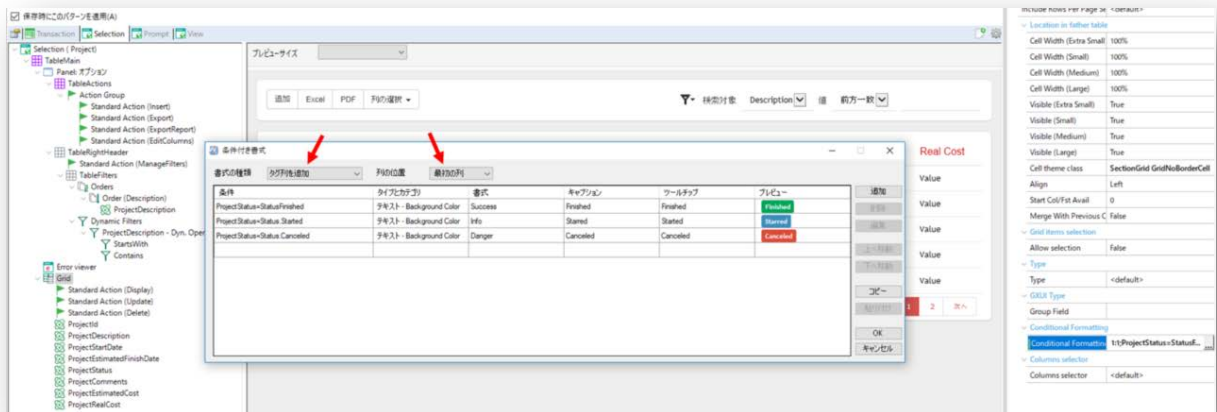 保存時にこのパターンを適用(A)
Transaction Selection Prompt View
Selection ( Project)
TableMain
Panel: オプション
TableActions
Action Group
Standard Action (Insert)
Standard Action (Export)
Standard Action (ExportReport)
Standard Action (EditColumns)
TableRightHeader
Standard Action (ManageFilters)
TableFilters
Orders
Order (Description)
ProjectDescription
Dynamic Filters
ProjectDescription - Dyn. Oper
StartsWith
Contains
Error viewer
Grid
Standard Action (Display)
Standard Action (Update)
Standard Action (Delete)
ProjectId
ProjectDescription
ProjectStartDate
ProjectEstimatedFinishDate
ProjectStatus
ProjectComments
ProjectEstimatedCost
ProjectRealCost
プレビューサイズ
追加 Excel PDF 列の選択
検索対象 Description 値 前方一致
Real Cost
Value
Value
Value
Value
Value
1 2 次へ
条件付き書式
書式の種類 タグ列を追加 列の位置 最初の列
条件 タイプとカテゴリ 書式 キャプション ツールチップ プレビュー
ProjectStatus=StatusFinished テキスト - Background Color Success Finished Finished Finished
ProjectStatus=Status.Started テキスト - Background Color Info Starred Started Starred
ProjectStatus=Status.Canceled テキスト - Background Color Danger Canceled Canceled Canceled
追加
削除
編集
上へ移動
下へ移動
コピー
OK
キャンセル
Include Rows Per Page Se <default>
Location in father table
Cell Width (Extra Small 100%
Cell Width (Small) 100%
Cell Width (Medium) 100%
Cell Width (Large) 100%
Visible (Extra Small) True
Visible (Small) True
Visible (Medium) True
Visible (Large) True
Cell theme class SectionGrid GridNoBorderCell
Align Left
Start Col/Fst Avail 0
Merge With Previous C False
Grid items selection
Allow selection False
Type
Type <default>
GXUI Type
Group Field
Conditional Formatting
Conditional Formattin 1:1;ProjectStatus=StatusF... ...
Columns selector
Columns selector <default>